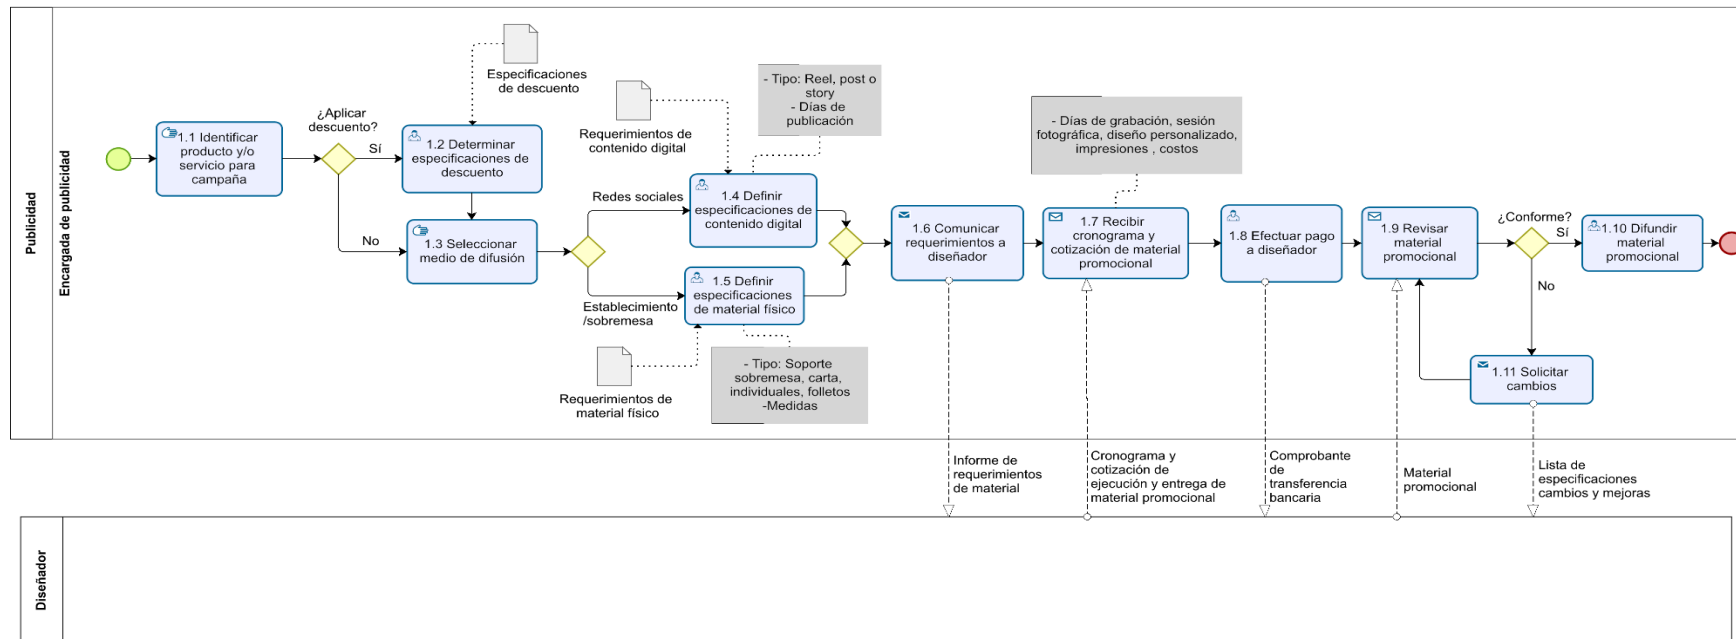 Publicidad
Encargada de publicidad
1.1 Identificar
producto y/o
servicio para
campaña
¿Aplicar
descuento?
Sí
No
Especificaciones
de descuento
1.2 Determinar
especificaciones de
descuento
1.3 Seleccionar
medio de difusión
Redes sociales
Establecimiento
/sobremesa
Requerimientos de
contenido digital
- Tipo: Reel, post o
story
- Días de
publicación
1.4 Definir
especificaciones de
contenido digital
1.5 Definir
especificaciones
de material físico
Requerimientos de
material físico
- Tipo: Soporte
sobremesa, carta,
individuales, folletos
-Medidas
1.6 Comunicar
requerimientos a
diseñador
- Días de grabación, sesión
fotográfica, diseño personalizado,
impresiones , costos
1.7 Recibir
cronograma y
cotización de material
promocional
1.8 Efectuar pago
a diseñador
1.9 Revisar
material
promocional
¿Conforme?
Sí
No
1.10 Difundir
material
promocional
1.11 Solicitar
cambios
Informe de
requerimientos
de material
Cronograma y
cotización de
ejecución y entrega de
material promocional
Comprobante
de
transferencia
bancaria
Material
promocional
Lista de
especificaciones
cambios y mejoras
Diseñador